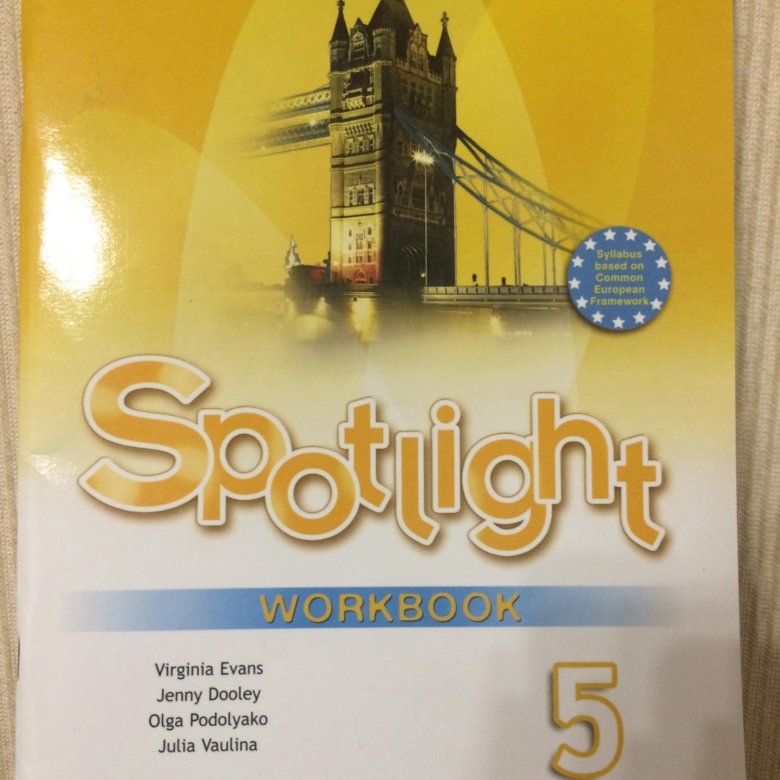 Syllabus
based on
Common
European
Framework
Spotlight
WORKBOOK
Virginia Evans
Jenny Dooley
Olga Podolyako
Julia Vaulina
5